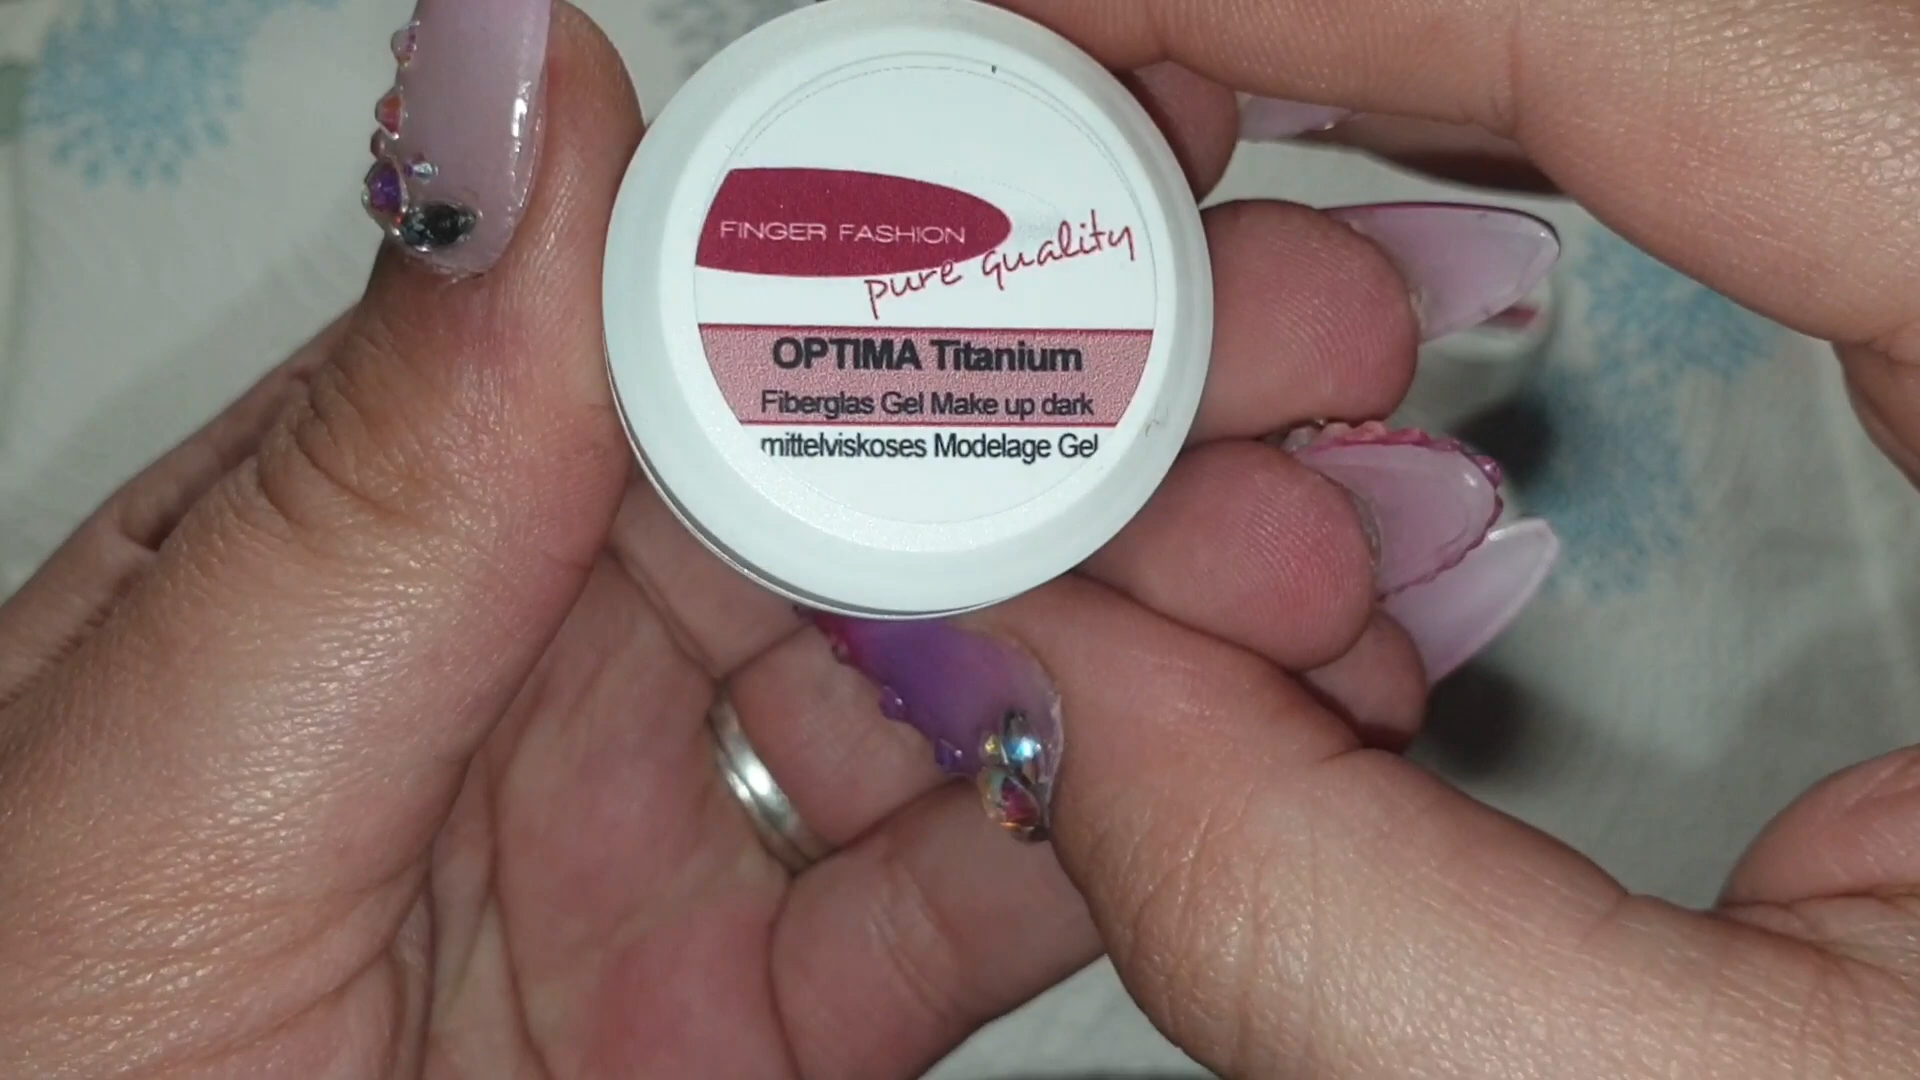 FINGER FASHION
pure quality
OPTIMA Titanium
Fiberglas Gel Make up dark
mittelviskoses Modelage Gel